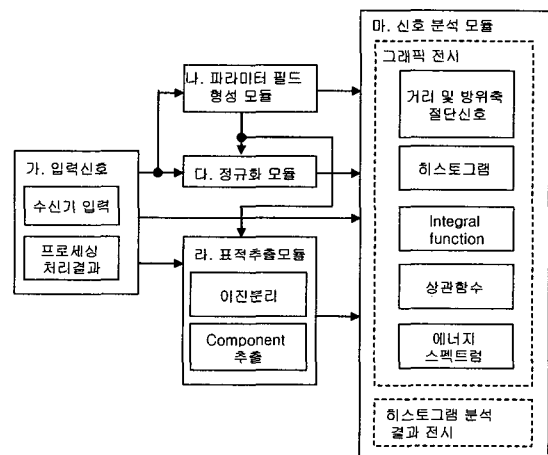 가. 입력신호
수신기 입력
프로세싱
처리결과
나. 파라미터 필드
형성 모듈
다. 정규화 모듈
라. 표적추출모듈
이진분리
Component
추출
마. 신호 분석 모듈
그래픽 전시
거리 및 방위축
절단신호
히스토그램
Integral
function
상관함수
에너지
스펙트럼
히스토그램 분석
결과 전시